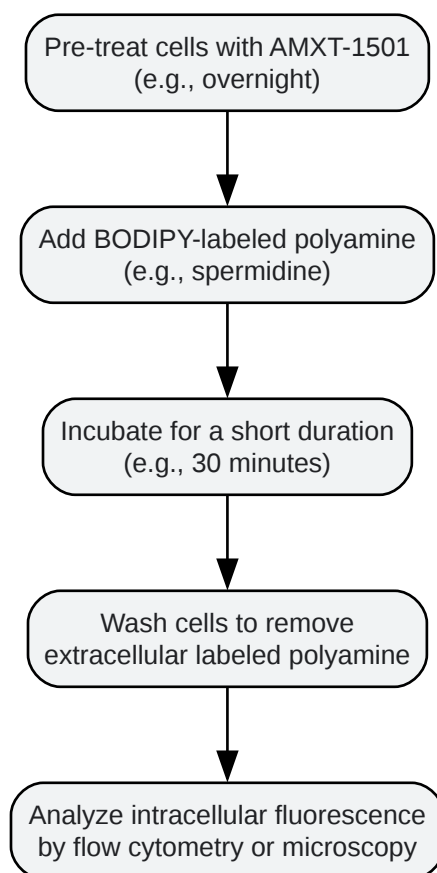 Pre-treat cells with AMXT-1501
(e.g., overnight)
Add BODIPY-labeled polyamine
(e.g., spermidine)
Incubate for a short duration
(e.g., 30 minutes)
Wash cells to remove
extracellular labeled polyamine
Analyze intracellular fluorescence
by flow cytometry or microscopy